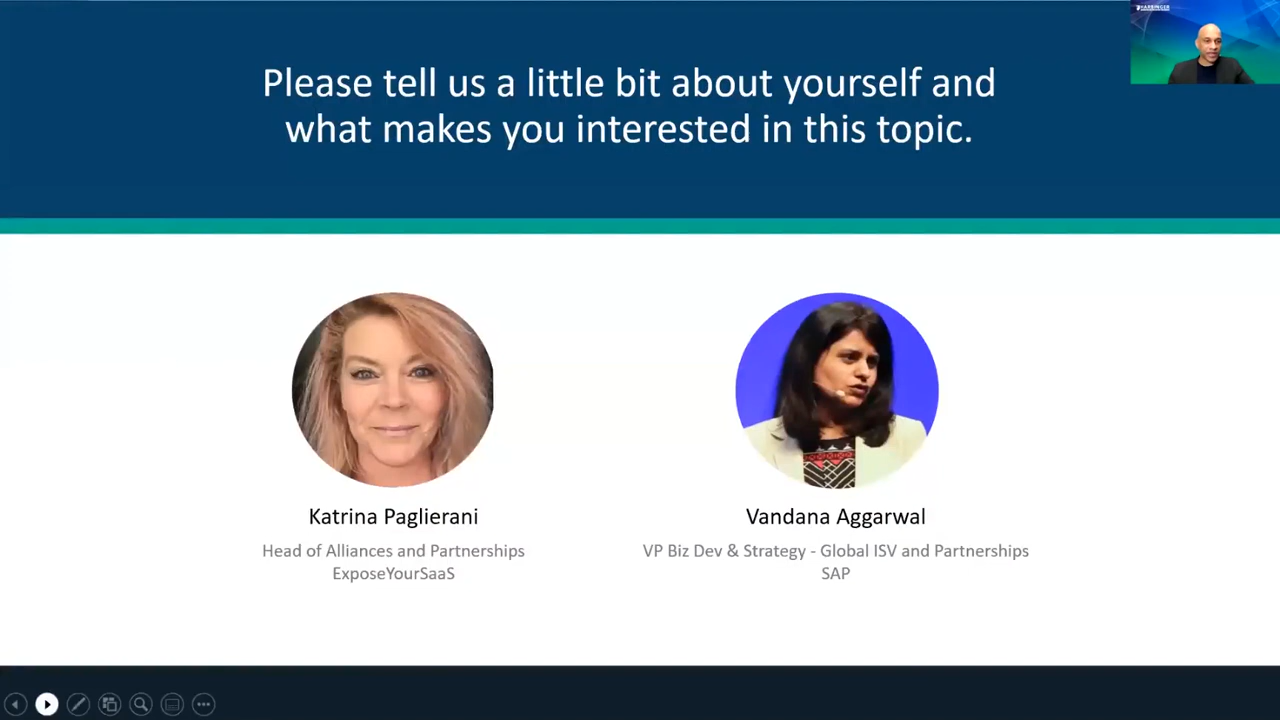 HARBINGER
Please tell us a little bit about yourself and
what makes you interested in this topic.
Katrina Paglierani
Head of Alliances and Partnerships
ExposeYourSaaS
Vandana Aggarwal
VP Biz Dev & Strategy - Global ISV and Partnerships
SAP